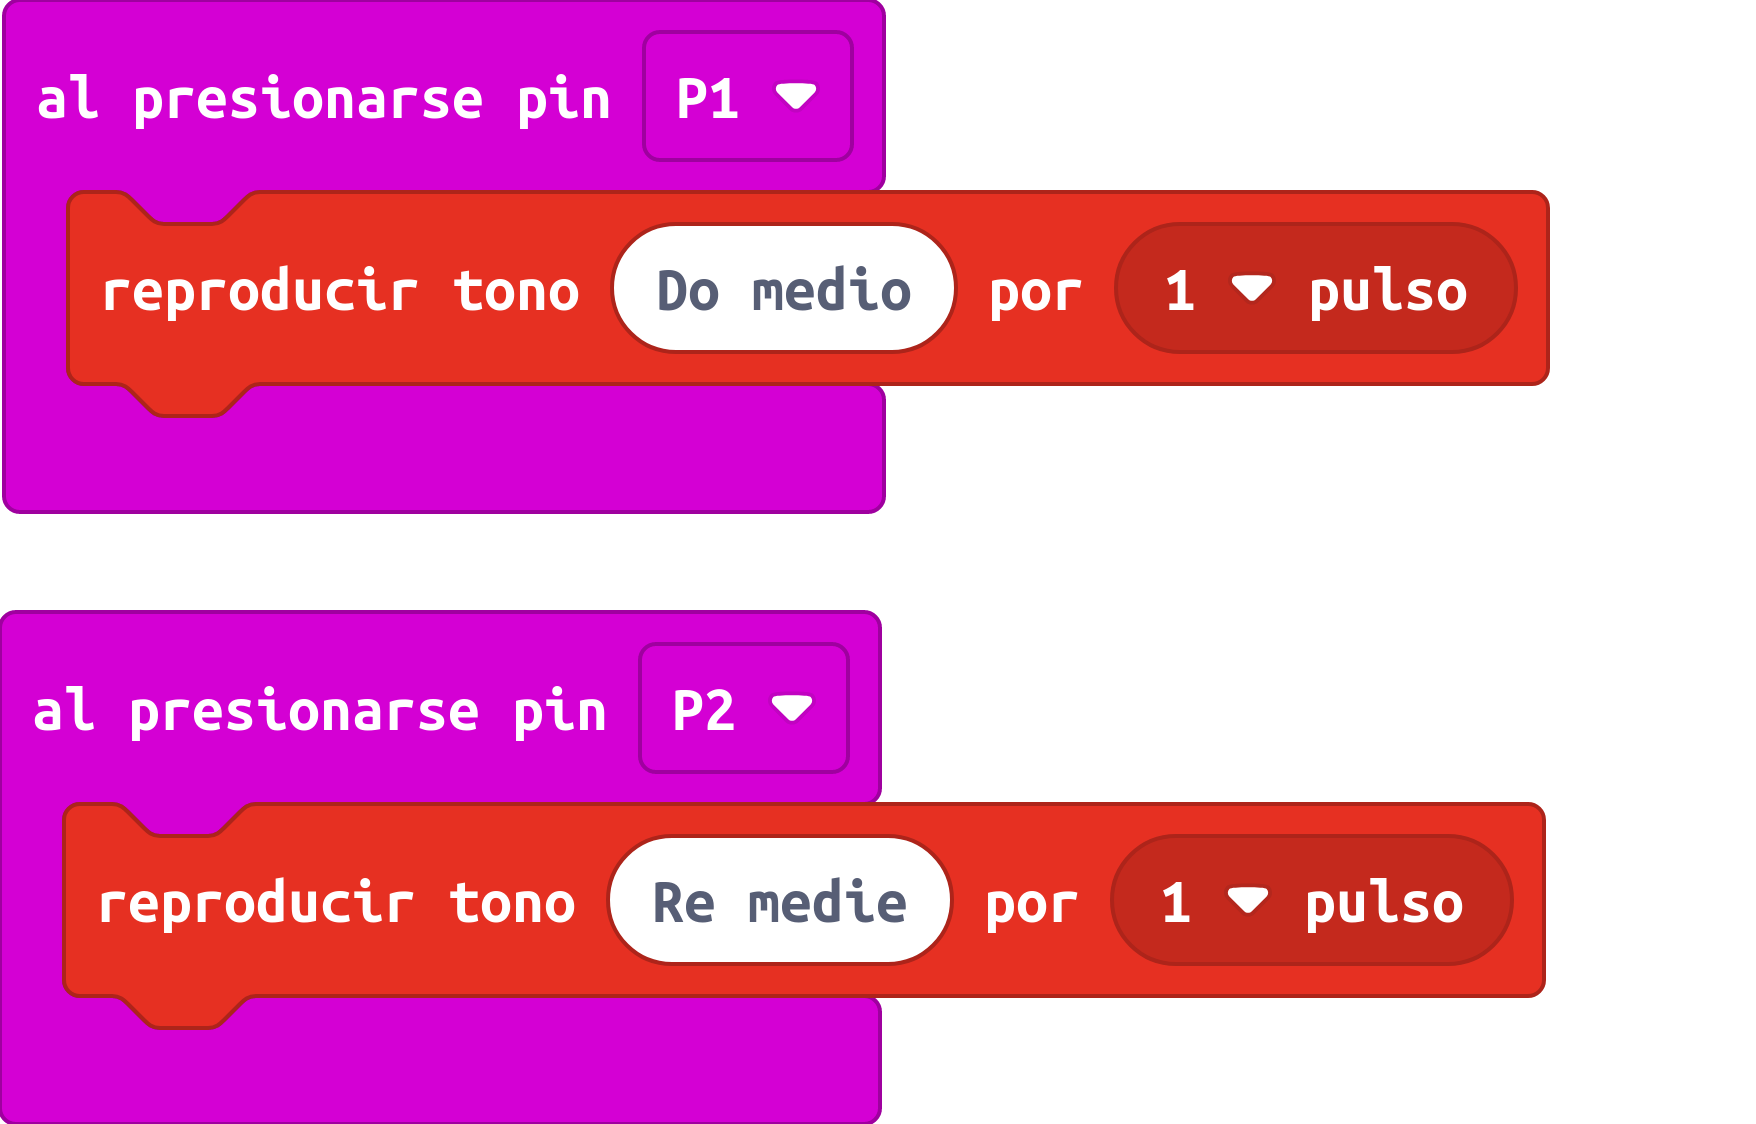 al presionarse pin P1
reproducir tono Do medio por 1 pulso
al presionarse pin P2
reproducir tono Re medie por 1 pulso